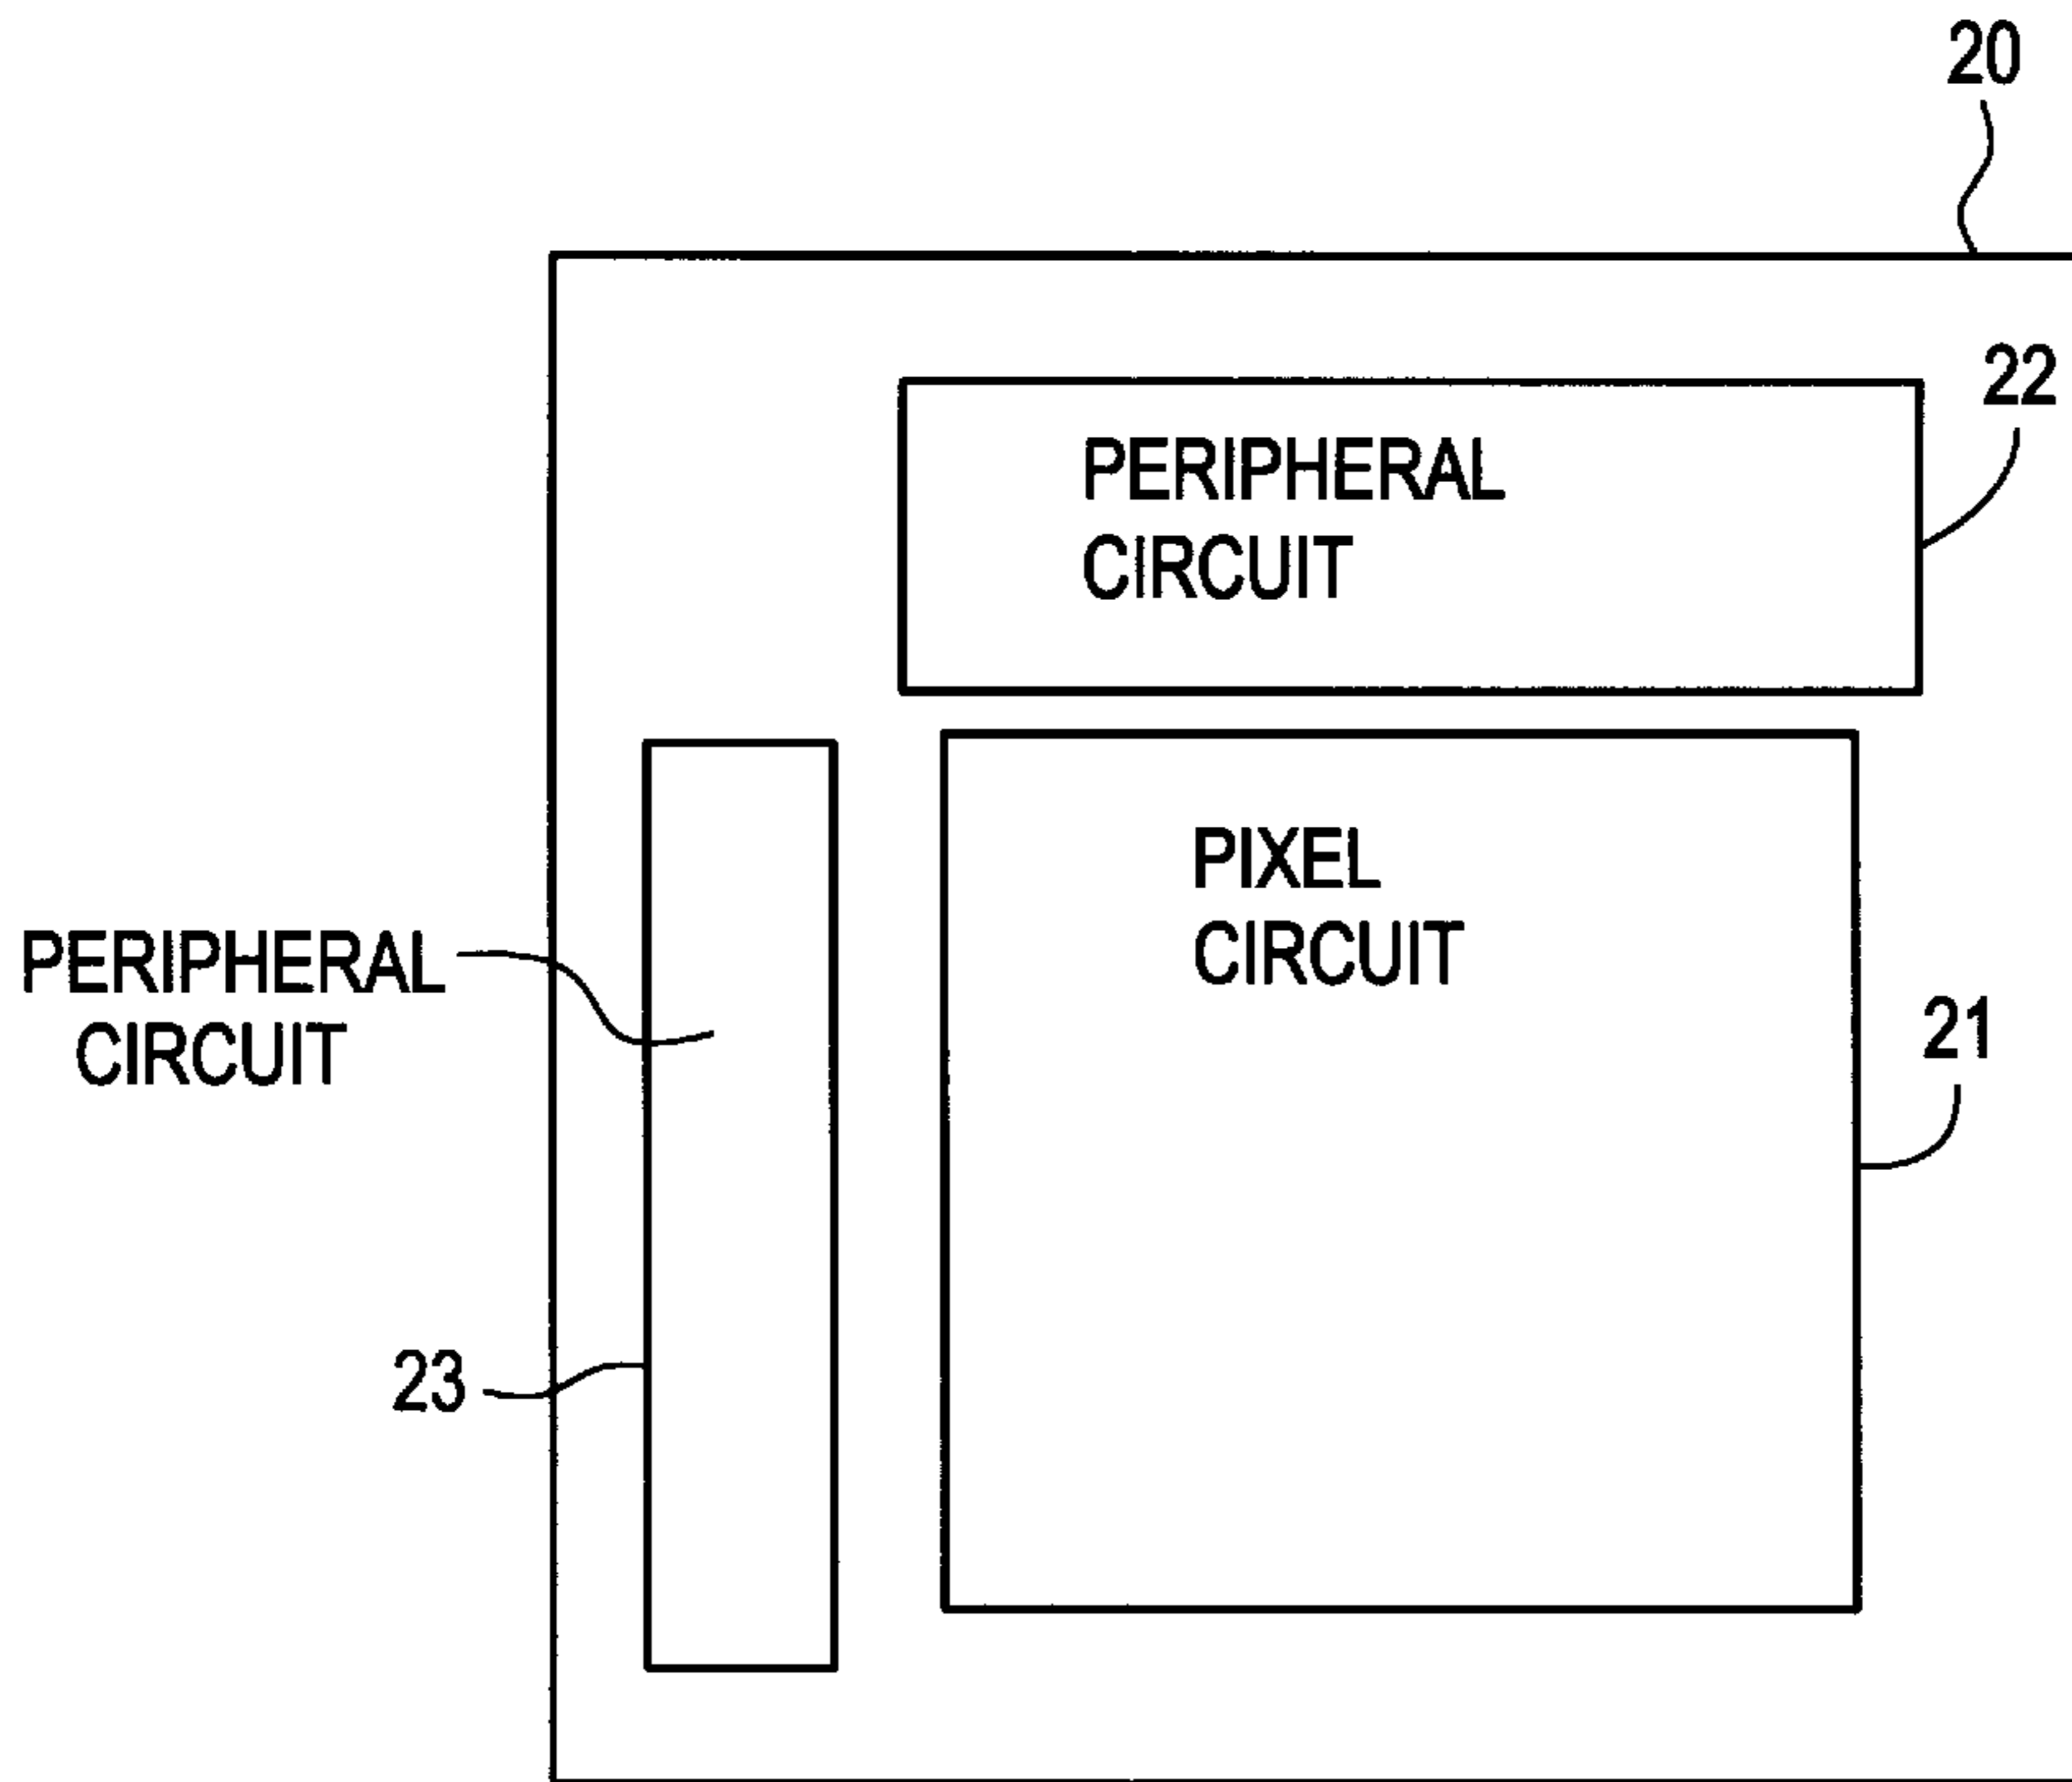 20
22
PERIPHERAL
CIRCUIT
PIXEL
CIRCUIT
PERIPHERAL
CIRCUIT
21
23